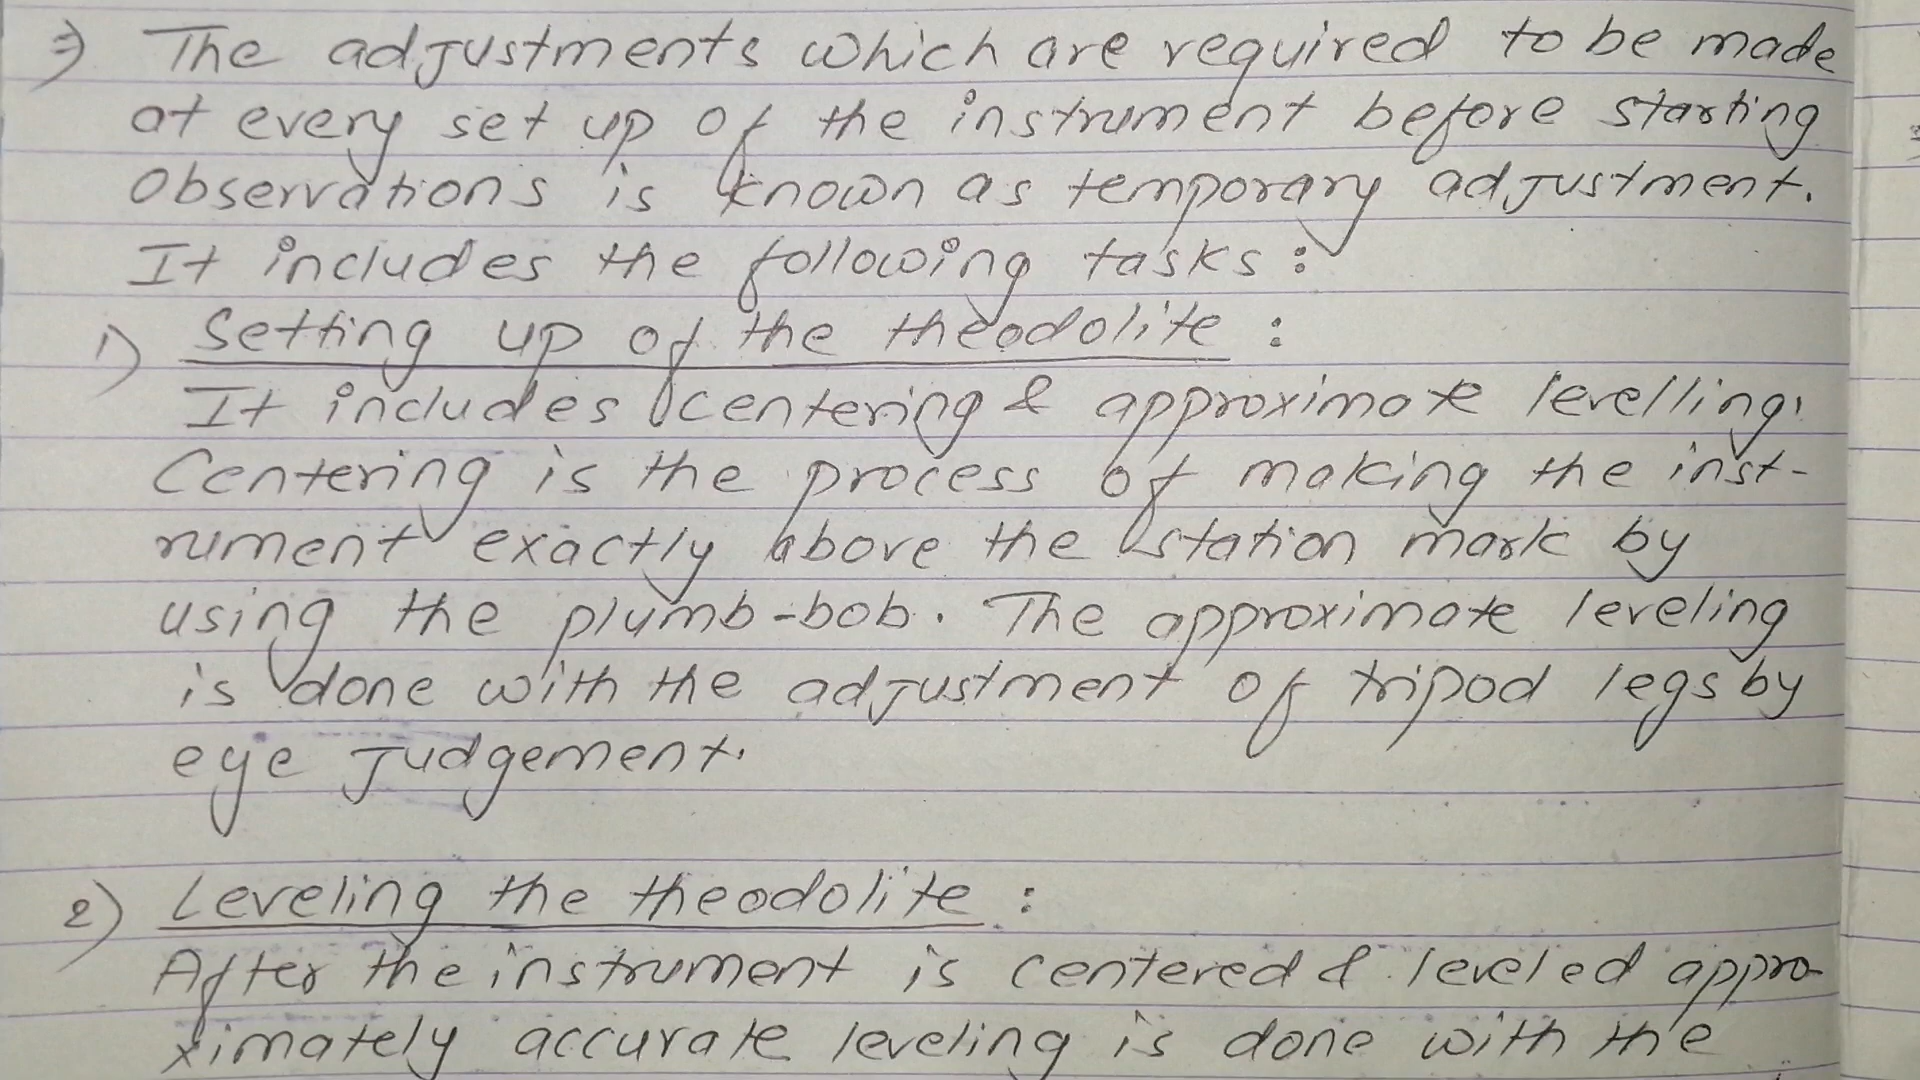 ⇒ The adjustments which are required to be made
at every set up of the instrument before starting
Observations is known as temporary adjustment.
It includes the following tasks :
1) Setting up of the theodolite :
It includes centering & approximate levelling.
Centering is the process of making the inst-
rument exactly above the station mark by
using the plumb-bob. The approximate leveling
is done with the adjustment of tripod legs by
eye judgement.
2) Leveling the theodolite :
After the instrument is centered & leveled appro-
ximately accurate leveling is done with the